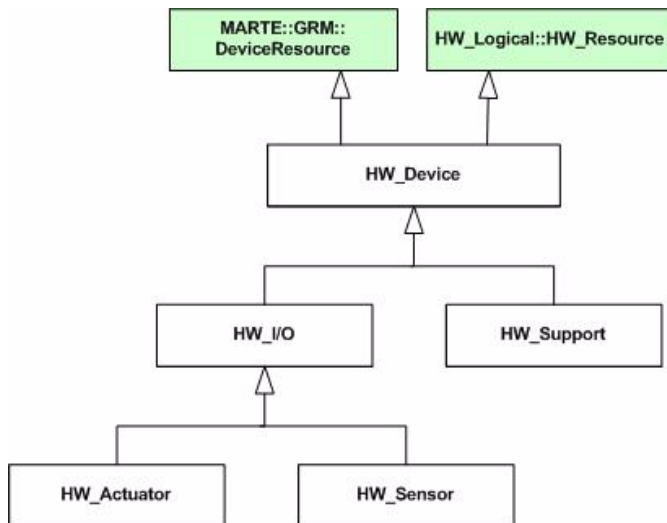 MARTE::GRM::
DeviceResource
HW_Logical::HW_Resource
HW_Device
HW_I/O
HW_Support
HW_Actuator
HW_Sensor